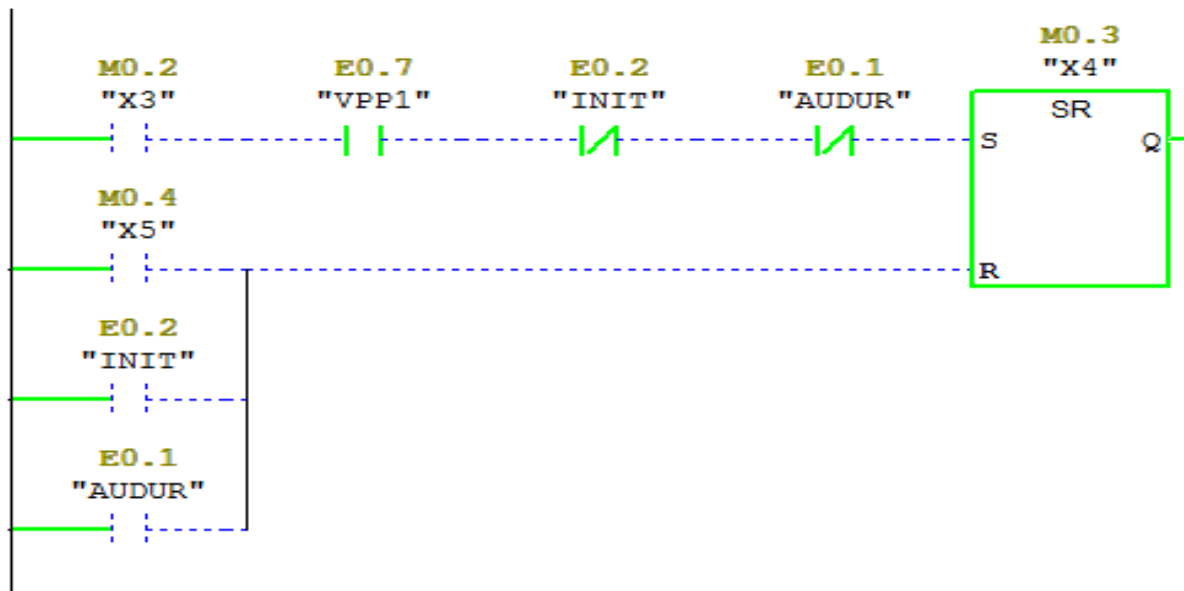 M0.3
"X4"
M0.2 E0.7 E0.2 E0.1
"X3" "VPP1" "INIT" "AUDUR"
SR
S Q
M0.4
"X5"
R
E0.2
"INIT"
E0.1
"AUDUR"